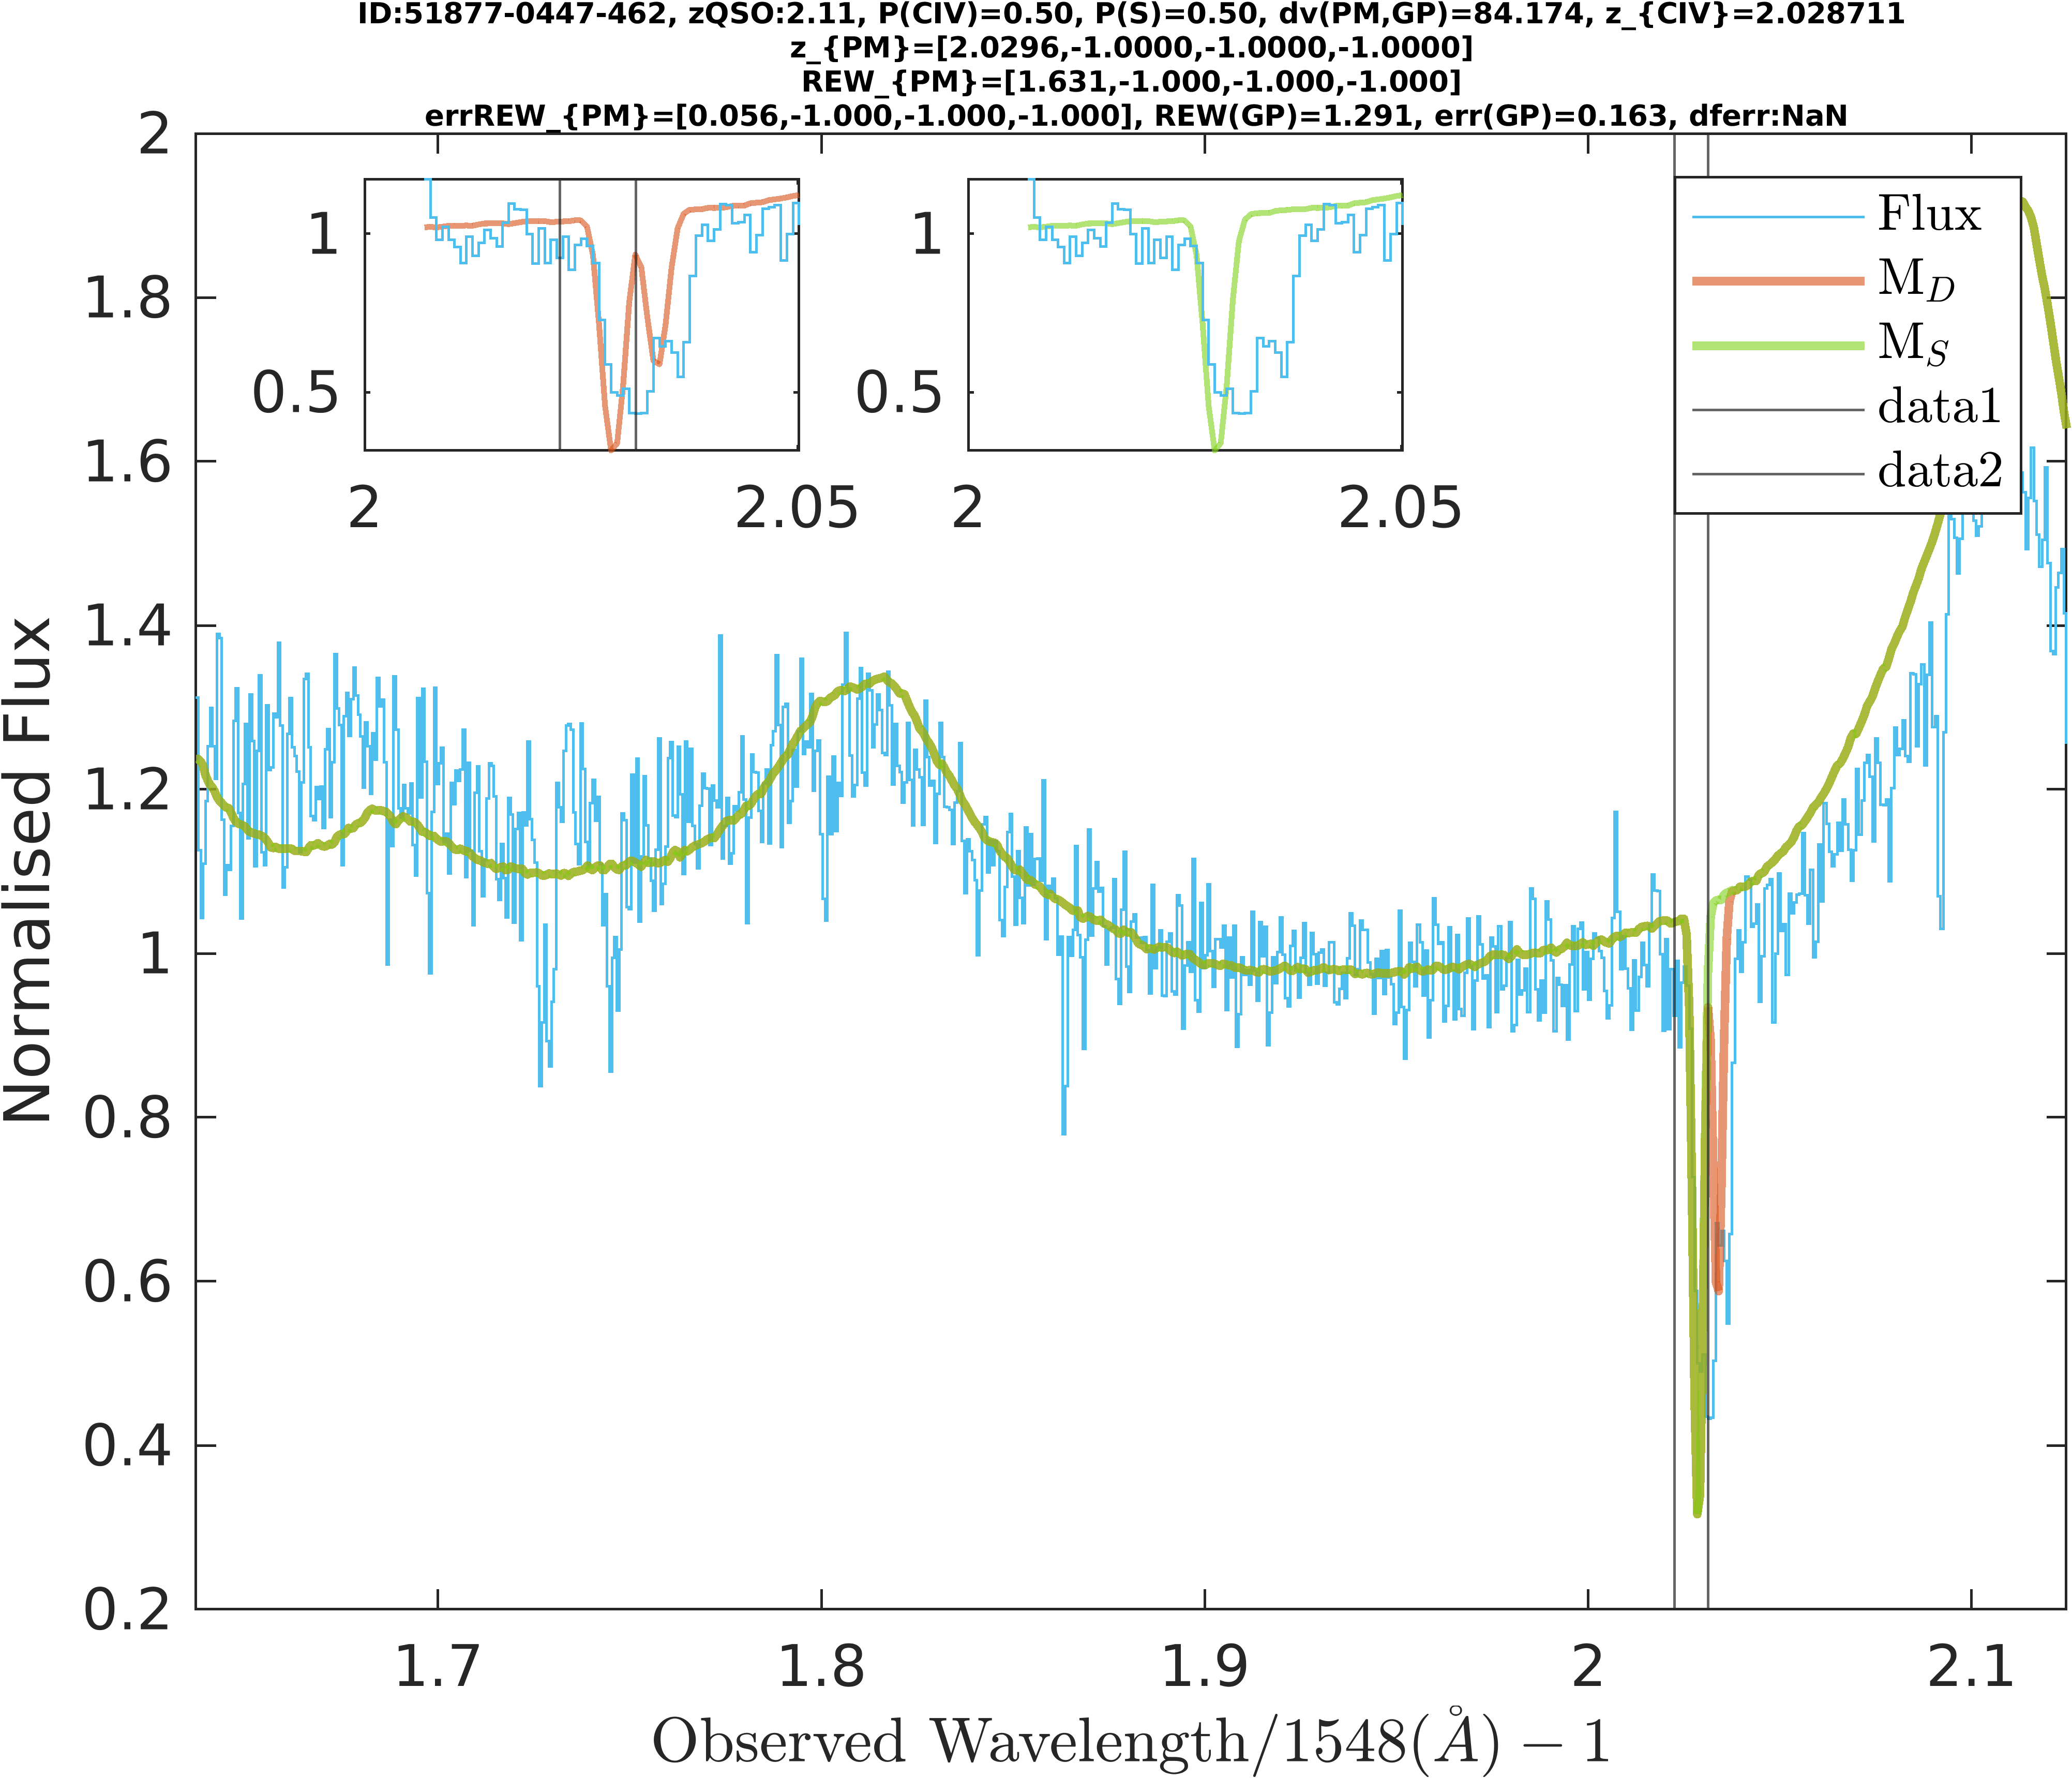 ID:51877-0447-462, zQSO:2.11, P(CIV)=0.50, P(S)=0.50, dv(PM,GP)=84.174, z_{CIV}=2.028711
z_{PM}=[2.0296,-1.0000,-1.0000,-1.0000]
REW_{PM}=[1.631,-1.000,-1.000,-1.000]
errREW_{PM}=[0.056,-1.000,-1.000,-1.000], REW(GP)=1.291, err(GP)=0.163, dferr:NaN
2
1.8
1.6
1.4
1.2
1
0.8
0.6
0.4
0.2
Normalised Flux
1
0.5
2
2.05
1
0.5
2
2.05
Flux
M_D
M_S
data1
data2
1.7
1.8
1.9
2
2.1
Observed Wavelength/1548(Å) − 1